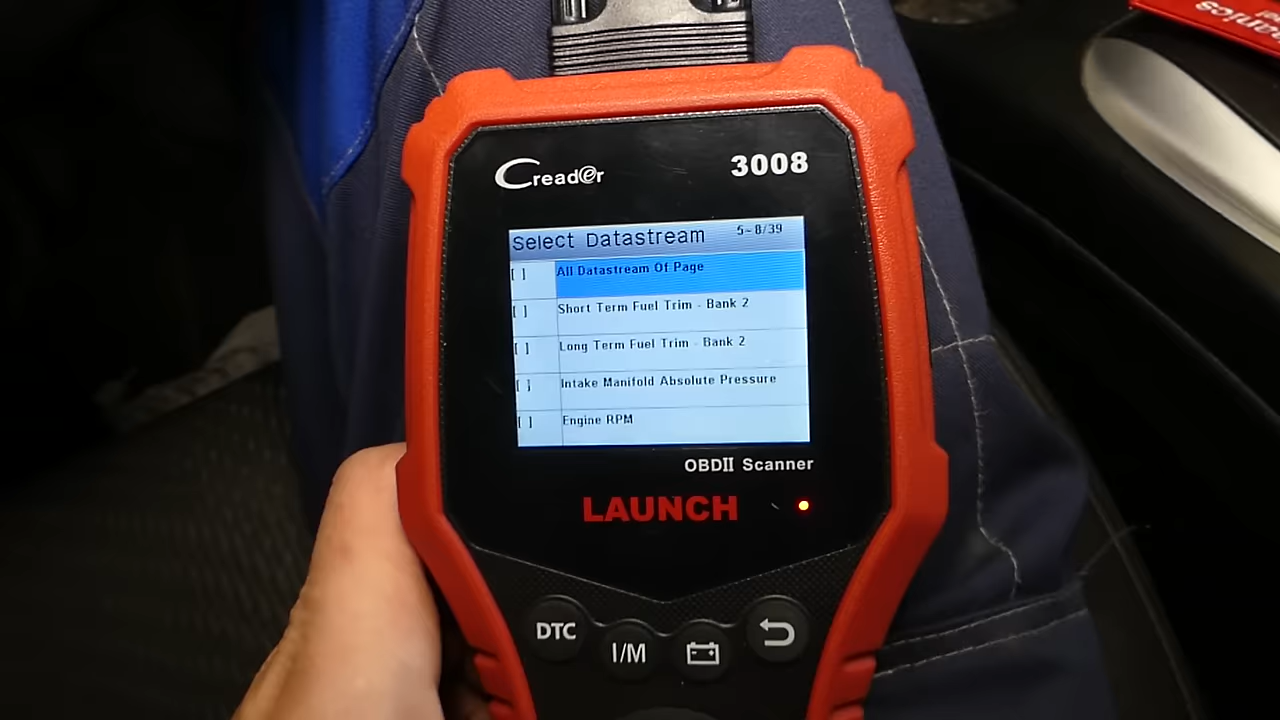 anics
Creader
3008
Select Datastream 5~8/39
[ ] All Datastream Of Page
[ ] Short Term Fuel Trim - Bank 2
[ ] Long Term Fuel Trim - Bank 2
[ ] Intake Manifold Absolute Pressure
[ ] Engine RPM
OBDII Scanner
LAUNCH
DTC
I/M